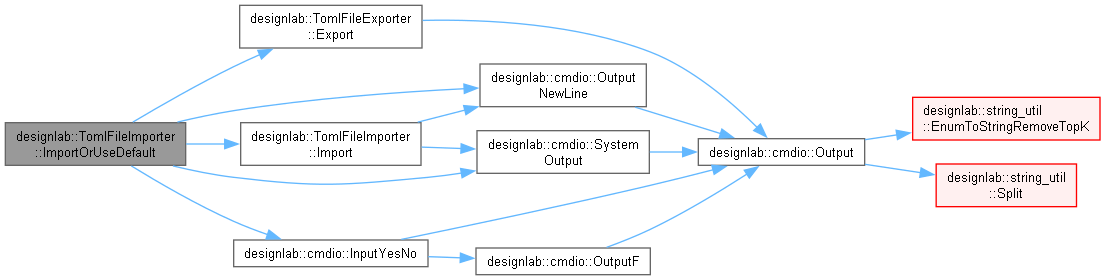 designlab::TomlFileImporter
::ImportOrUseDefault
designlab::TomlFileExporter
::Export
designlab::cmdio::Output
NewLine
designlab::TomlFileImporter
::Import
designlab::cmdio::System
Output
designlab::cmdio::InputYesNo
designlab::cmdio::OutputF
designlab::cmdio::Output
designlab::string_util
::EnumToStringRemoveTopK
designlab::string_util
::Split